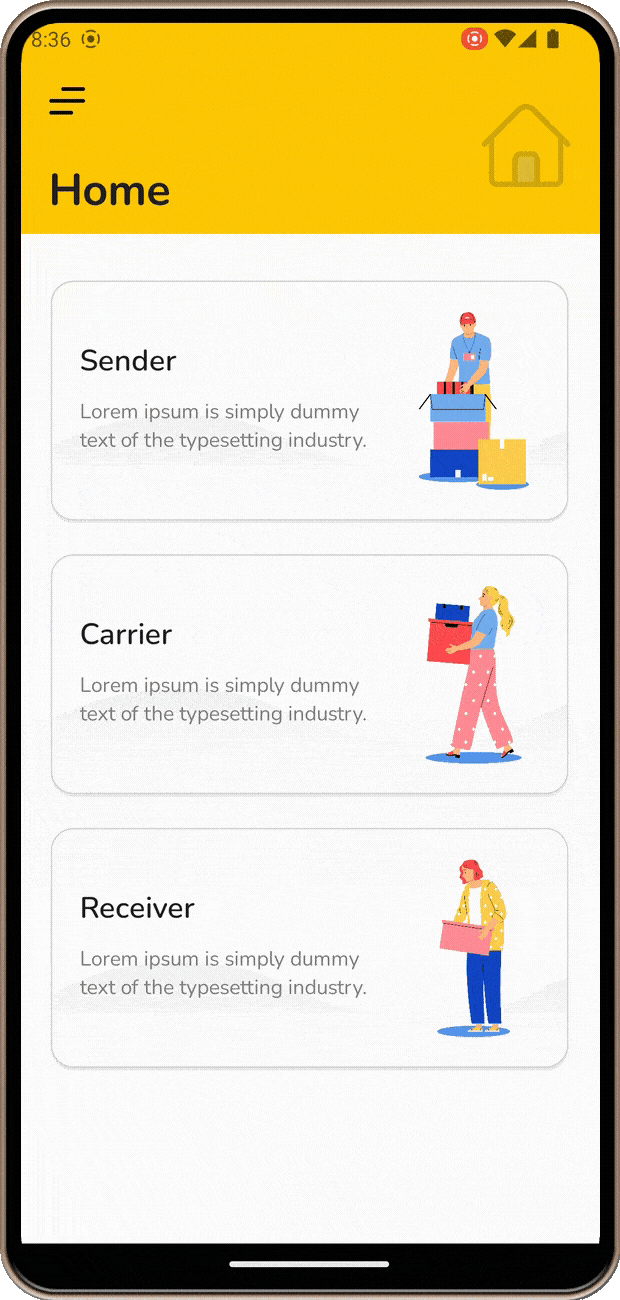 8:36
Home
Sender
Lorem ipsum is simply dummy
text of the typesetting industry.
Carrier
Lorem ipsum is simply dummy
text of the typesetting industry.
Receiver
Lorem ipsum is simply dummy
text of the typesetting industry.